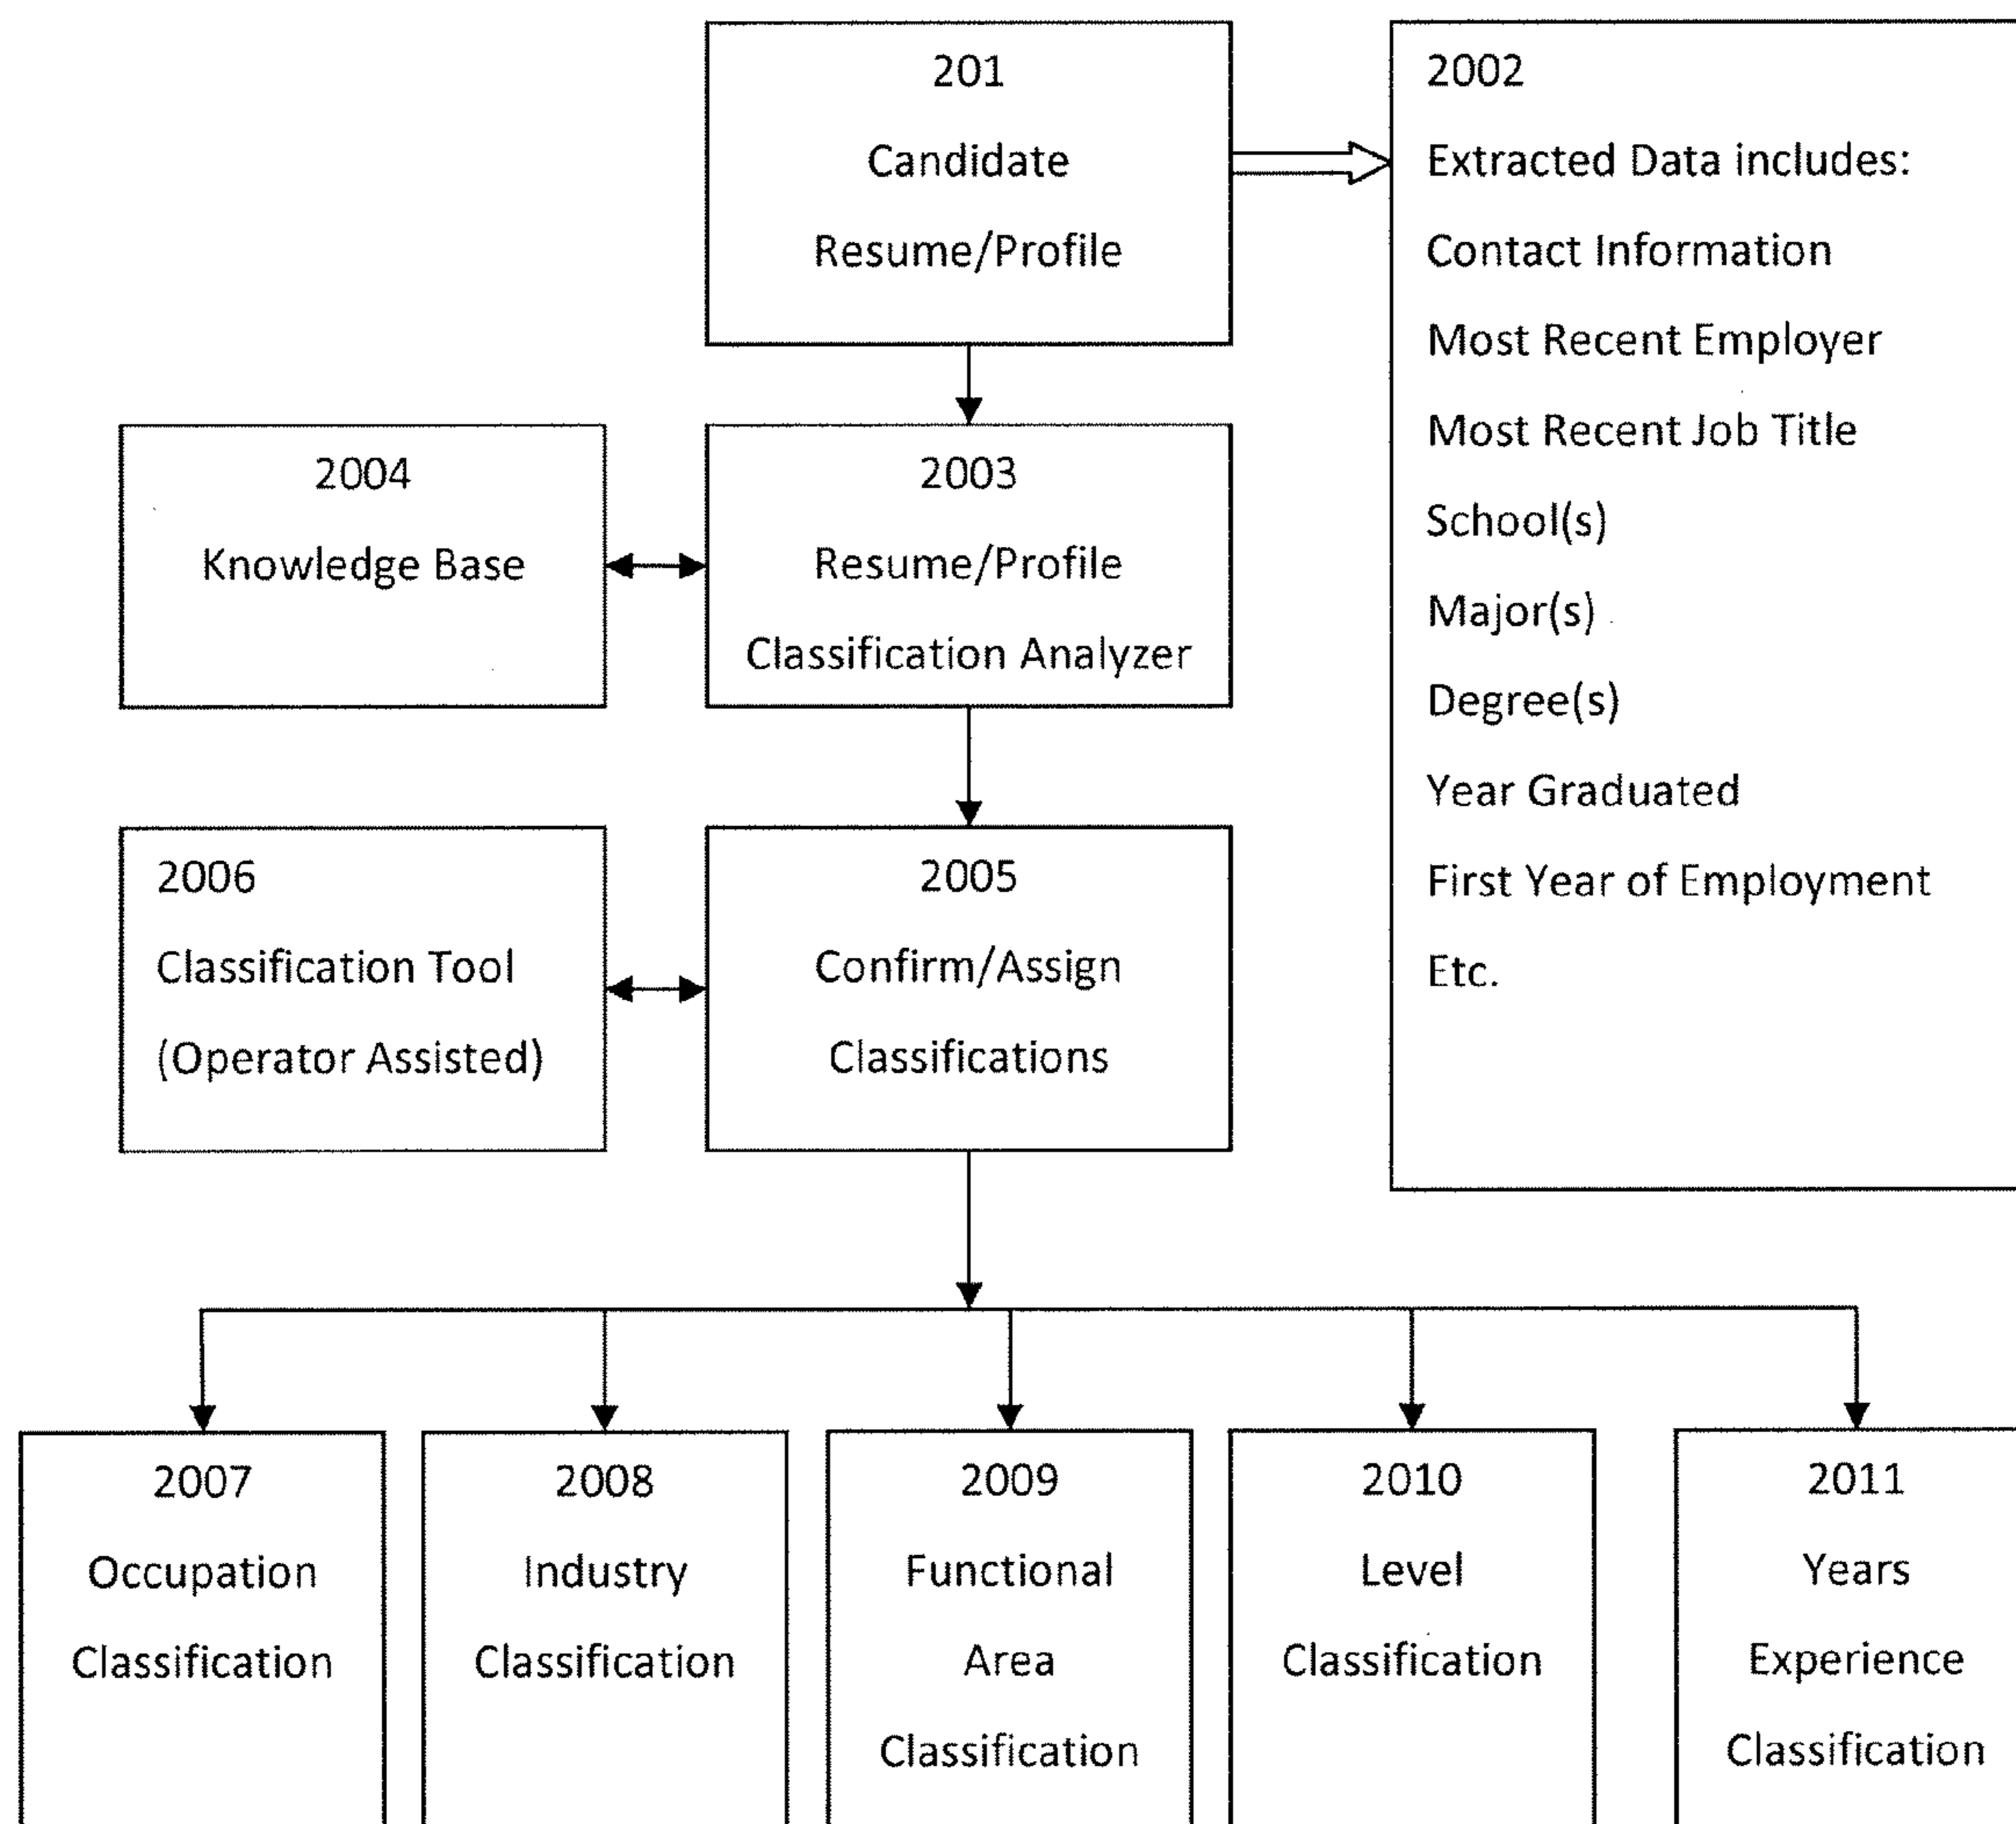 201
Candidate
Resume/Profile
2002
Extracted Data includes:
Contact Information
Most Recent Employer
Most Recent Job Title
School(s)
Major(s)
Degree(s)
Year Graduated
First Year of Employment
Etc.
2004
Knowledge Base
2003
Resume/Profile
Classification Analyzer
2006
Classification Tool
(Operator Assisted)
2005
Confirm/Assign
Classifications
2007
Occupation
Classification
2008
Industry
Classification
2009
Functional
Area
Classification
2010
Level
Classification
2011
Years
Experience
Classification